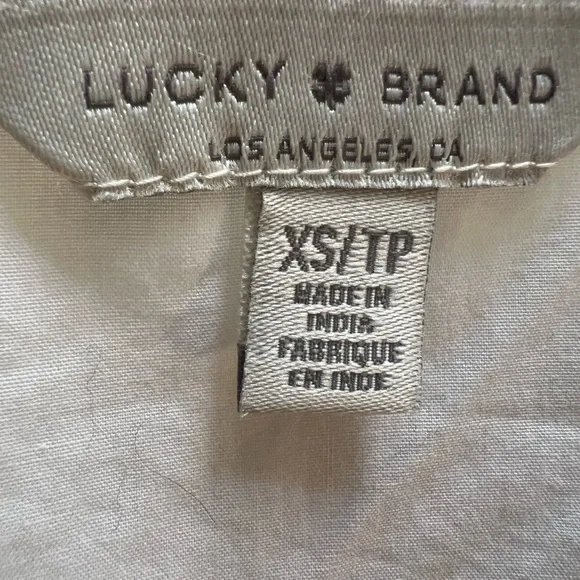 LUCKY BRAND
LOS ANGELES, CA
XS/TP
MADE IN
INDIA
FABRIQUE
EN INDE